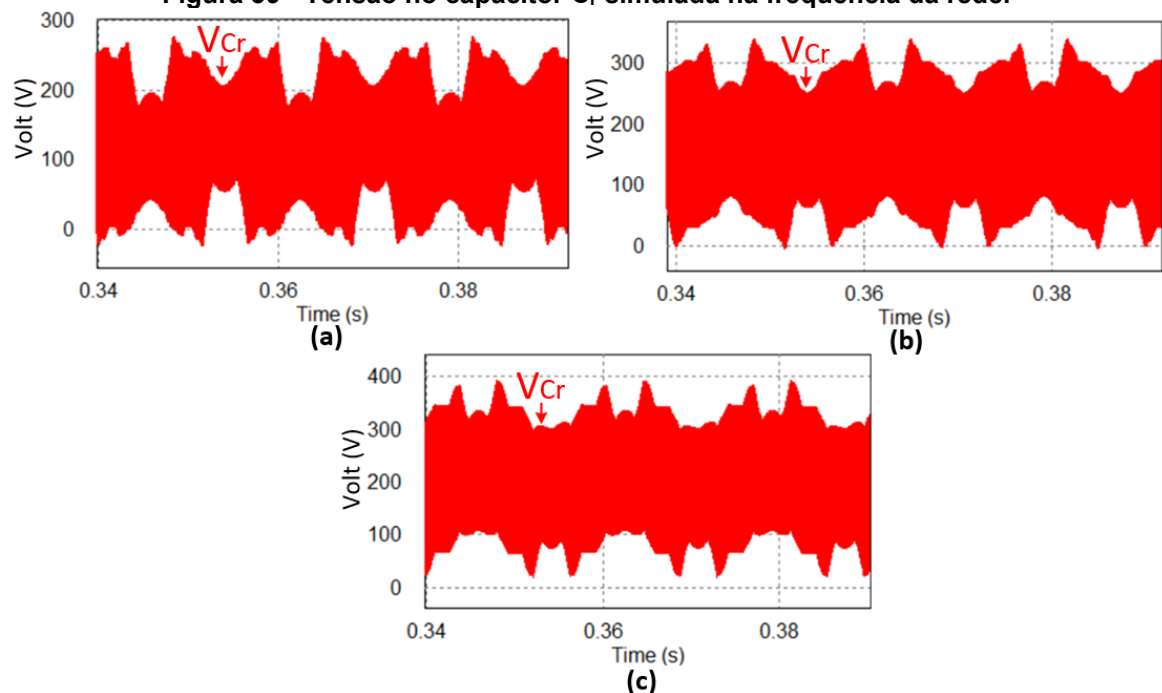 Figura - Tensão no capacitor Cr simulada na frequência da rede.
300
200
100
0
Volt (V)
VCr
0.34 0.36 0.38
Time (s)
(a)
300
200
100
0
Volt (V)
VCr
0.34 0.36 0.38
Time (s)
(b)
400
300
200
100
0
Volt (V)
VCr
0.34 0.36 0.38
Time (s)
(c)